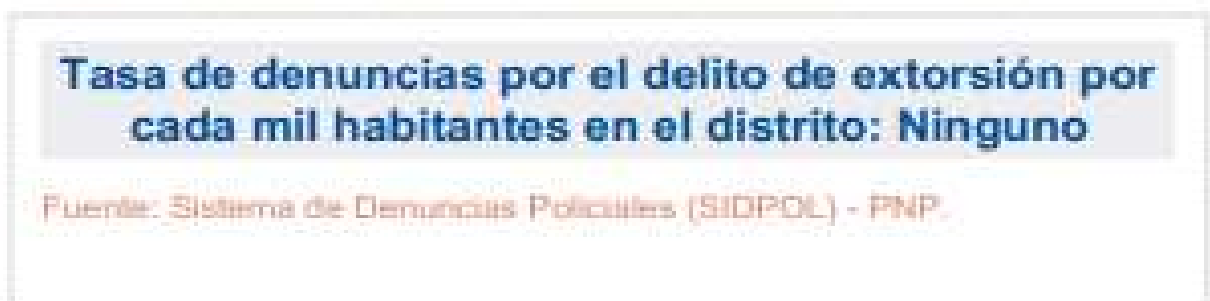 Tasa de denuncias por el delito de extorsión por
cada mil habitantes en el distrito: Ninguno
Fuente: Sistema de Denuncias Policiales (SIDPOL) - PNP.